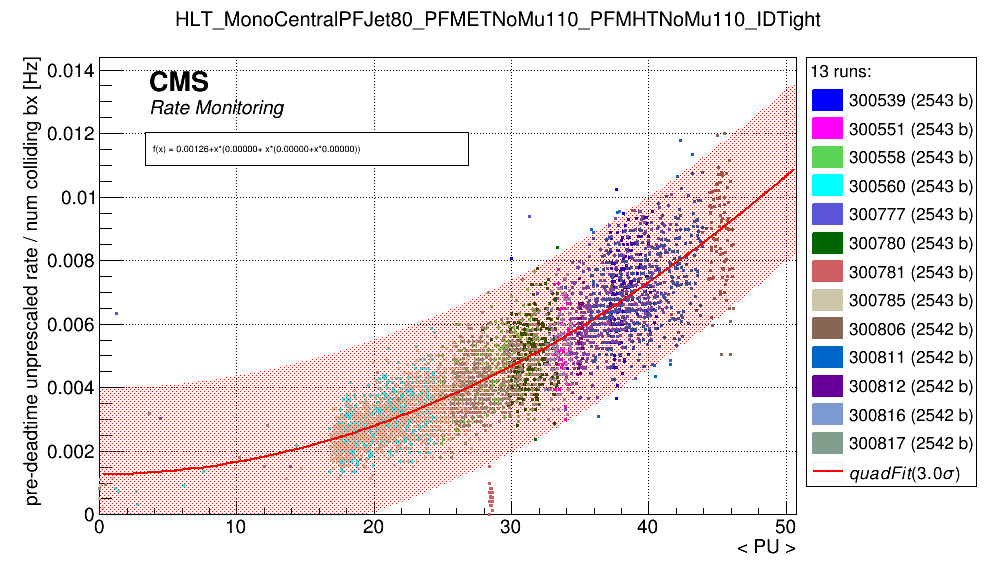 HLT_MonoCentralPFJet80_PFMETNoMu110_PFMHTNoMu110_IDTight
pre-deadtime unprescaled rate / num colliding bx [Hz]
0.014
0.012
0.01
0.008
0.006
0.004
0.002
0
CMS
Rate Monitoring
f(x) = 0.00126+x*(0.00000+ x*(0.00000+x*0.00000))
0
10
20
30
40
50
< PU >
13 runs:
300539 (2543 b)
300551 (2543 b)
300558 (2543 b)
300560 (2543 b)
300777 (2543 b)
300780 (2543 b)
300781 (2543 b)
300785 (2543 b)
300806 (2542 b)
300811 (2542 b)
300812 (2542 b)
300816 (2542 b)
300817 (2542 b)
quadFit(3.0σ)